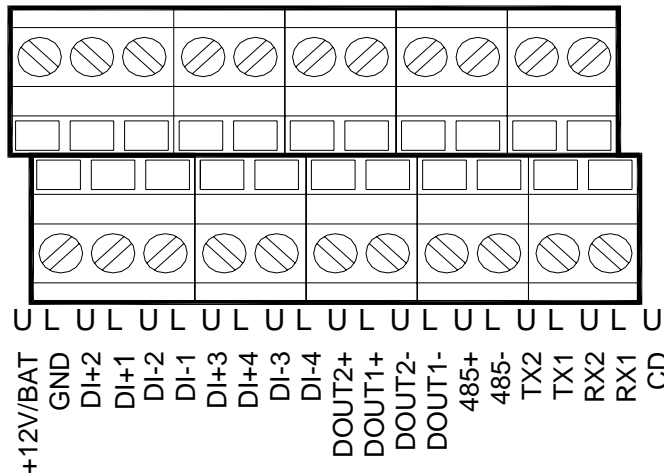 U L U L U L U L U L U L U L U L U L U L U
+12V/BAT
GND
DI+2
DI+1
DI-2
DI-1
DI+3
DI+4
DI-3
DI-4
DOUT2+
DOUT1+
DOUT2-
DOUT1-
485+
485-
TX2
TX1
RX2
RX1
CD